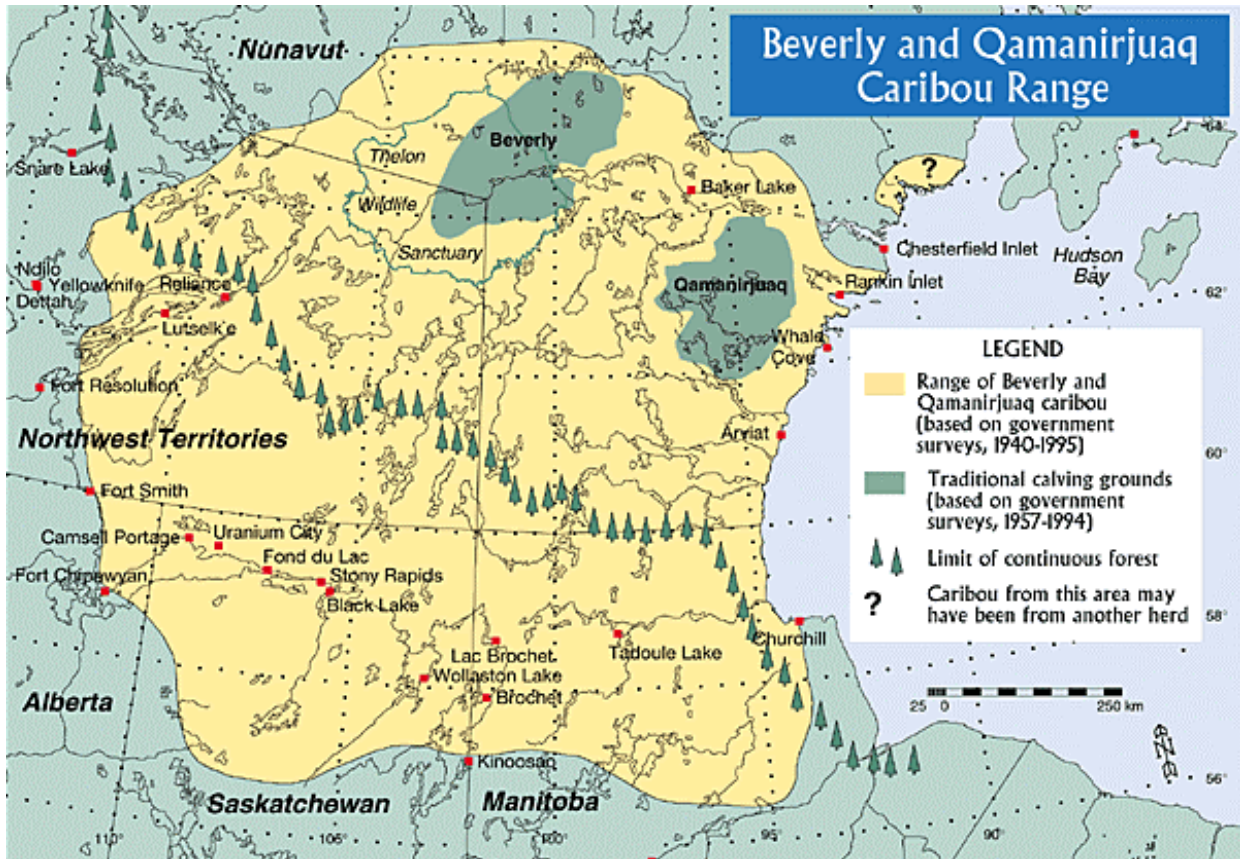 Beverly and Qamanirjuaq
Caribou Range
Nunavut
64
Snare Lake
Thelon
Beverly
Wildlife
Sanctuary
Baker Lake
?
Chesterfield Inlet
Hudson
Bay
Ndilo
Yellowknife
Dettah
Reliance
Lutselk'e
Qamanirjuaq
Rankin Inlet
62°
Whale
Cove
Fort Resolution
Northwest Territories
Arviat
60°
Fort Smith
LEGEND
Range of Beverly and
Qamanirjuaq caribou
(based on government
surveys, 1940-1995)
Traditional calving grounds
(based on government
surveys, 1957-1994)
Limit of continuous forest
?
Caribou from this area may
have been from another herd
Camsell Portage
Uranium City
Fond du Lac
Stony Rapids
Black Lake
Fort Chipewyan
58°
Churchill
Lac Brochet
Tadoule Lake
Wollaston Lake
Brochet
Alberta
25 0 250 km
Kinoosao
Saskatchewan
Manitoba
56°
110°
105°
100°
95°
90°